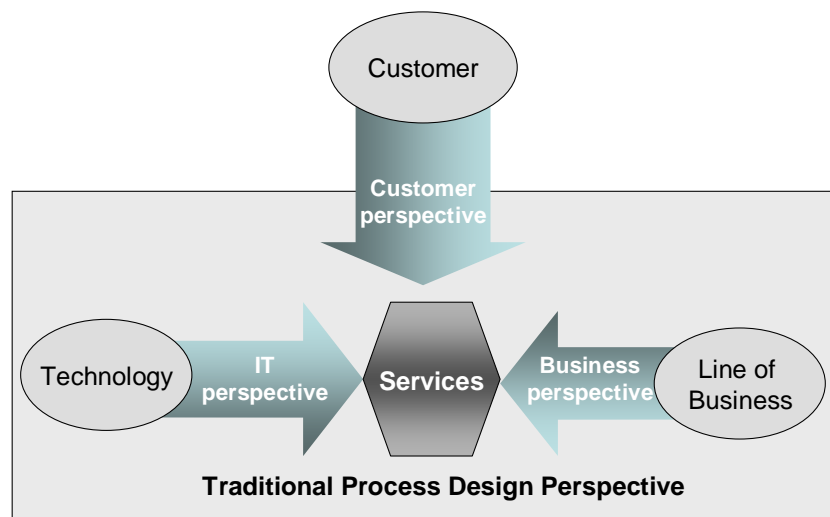 Customer
Customer
perspective
Technology
IT
perspective
Services
Business
perspective
Line of
Business
Traditional Process Design Perspective